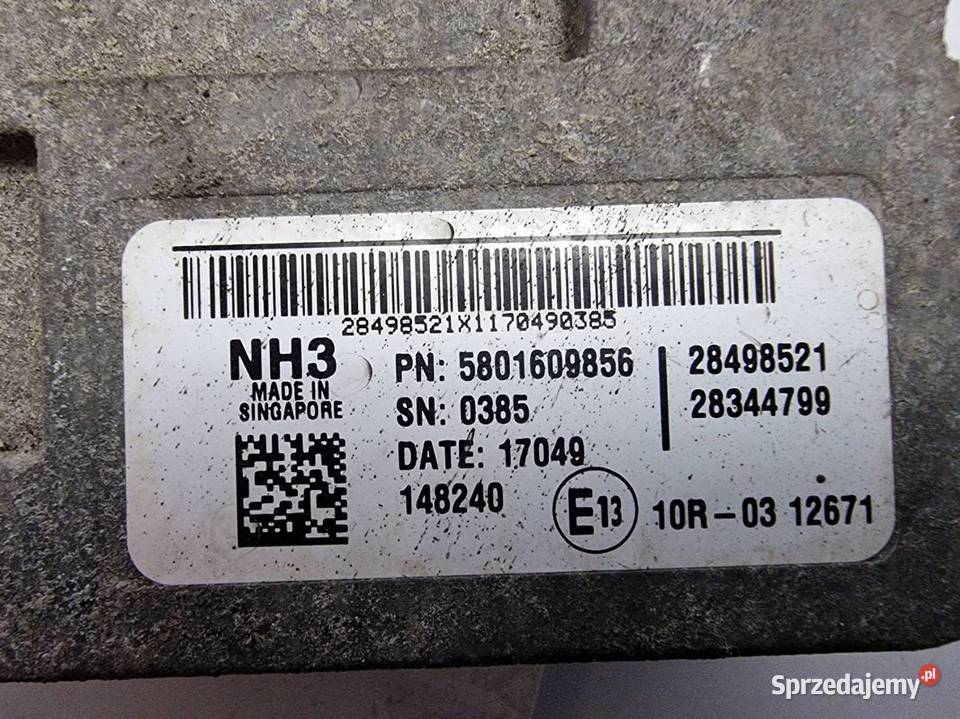 28498521X1170490385
NH3
MADE IN
SINGAPORE
PN: 5801609856
SN: 0385
DATE: 17049
148240
28498521
28344799
E13
10R-03 12671
Sprzedajemy.pl